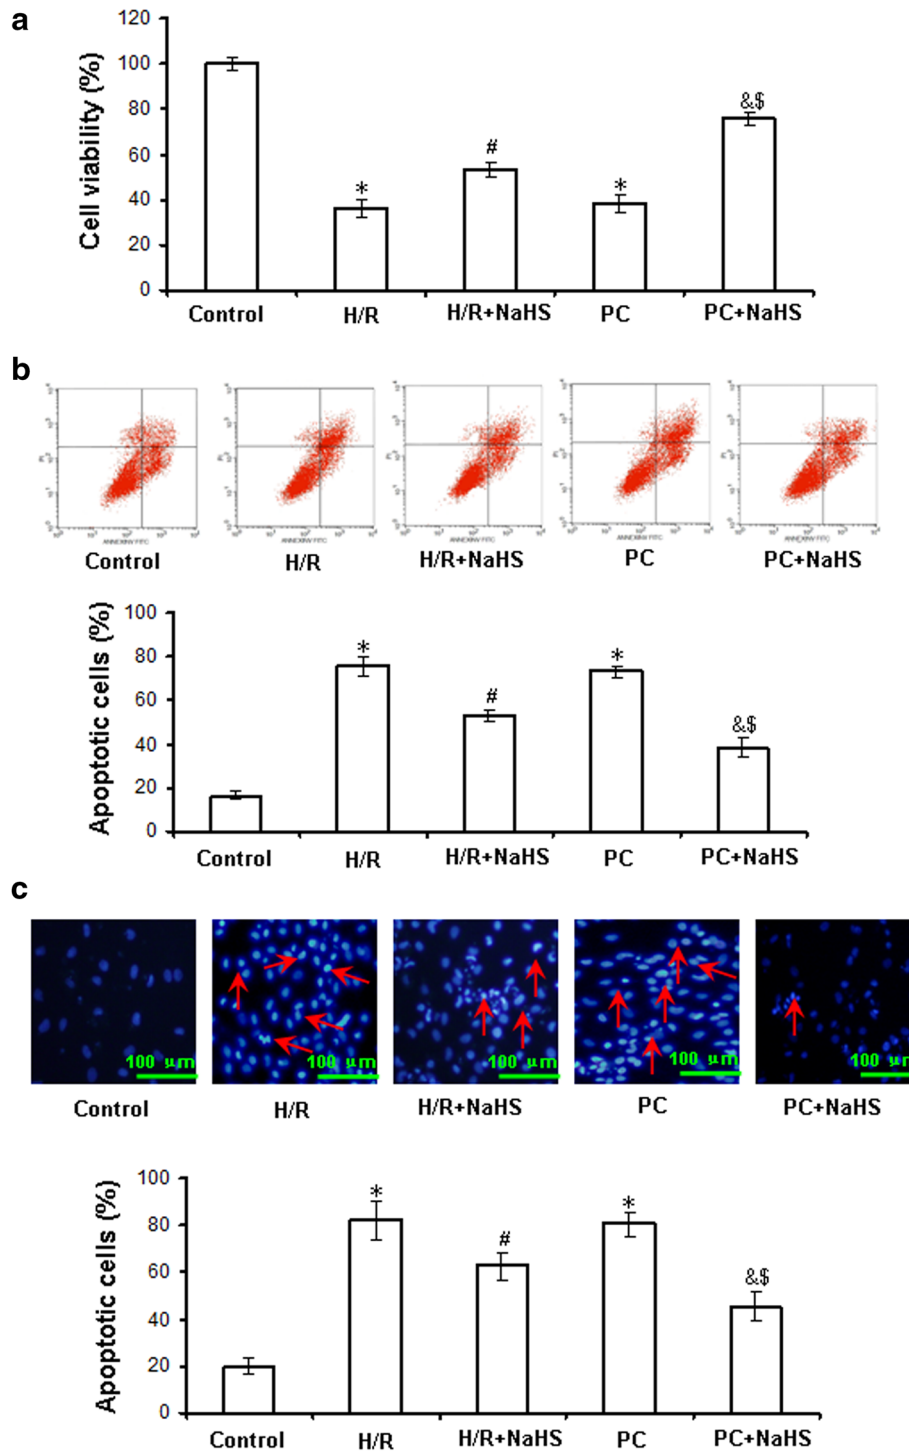 a
Cell viability (%)
120
100
80
60
40
20
0
*
#
*
&$
Control H/R H/R+NaHS PC PC+NaHS
b
PI
ANNEXINV FITC
Control H/R H/R+NaHS PC PC+NaHS
Apoptotic cells (%)
100
80
60
40
20
0
*
#
*
&$
Control H/R H/R+NaHS PC PC+NaHS
c
100 μm 100 μm 100 μm 100 μm 100 μm
Control H/R H/R+NaHS PC PC+NaHS
Apoptotic cells (%)
100
80
60
40
20
0
*
#
*
&$
Control H/R H/R+NaHS PC PC+NaHS